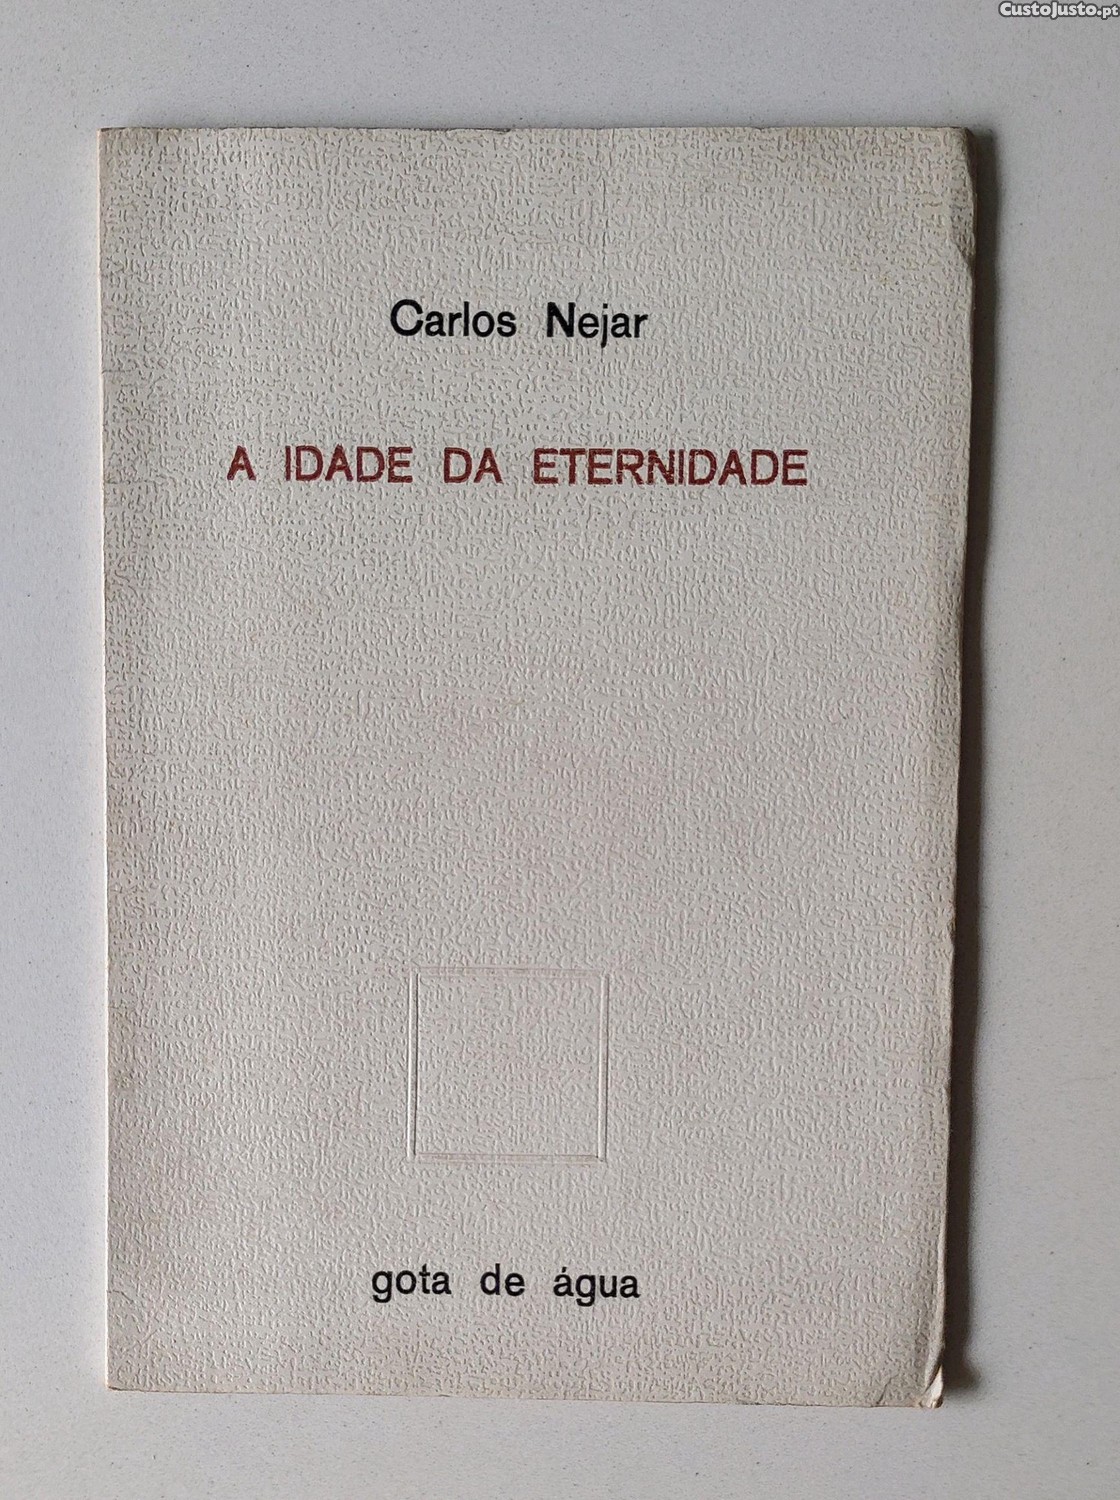 CustoJusto.pt
Carlos Nejar
A IDADE DA ETERNIDADE
gota de água